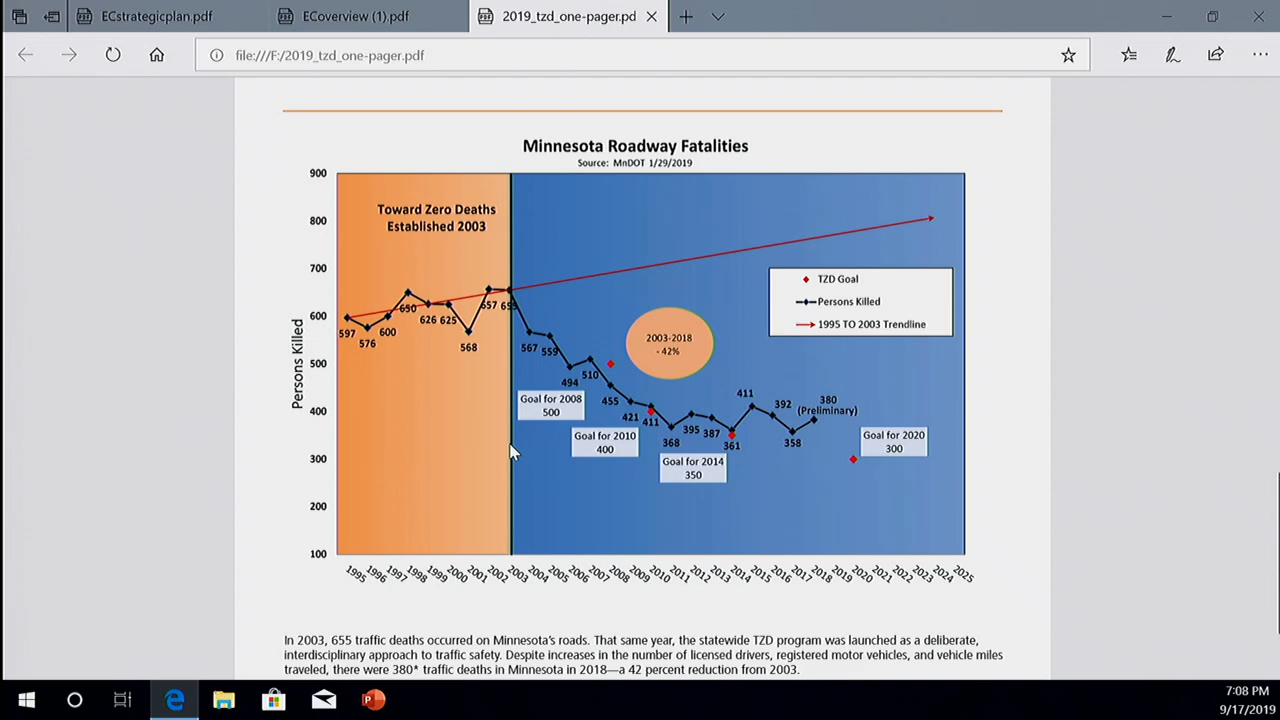 ECstrategicplan.pdf
ECoverview (1).pdf
2019_tzd_one-pager.pd
file:///F:/2019_tzd_one-pager.pdf
Minnesota Roadway Fatalities
Source: MnDOT 1/29/2019
Persons Killed
900
800
700
600
500
400
300
200
100
Toward Zero Deaths
Established 2003
TZD Goal
Persons Killed
1995 TO 2003 Trendline
2003-2018
- 42%
597
576
600
650
626
625
568
657
655
567
559
494
510
455
421
411
368
395
387
361
411
392
358
380
(Preliminary)
Goal for 2008
500
Goal for 2010
400
Goal for 2014
350
Goal for 2020
300
1995 1996 1997 1998 1999 2000 2001 2002 2003 2004 2005 2006 2007 2008 2009 2010 2011 2012 2013 2014 2015 2016 2017 2018 2019 2020 2021 2022 2023 2024 2025
In 2003, 655 traffic deaths occurred on Minnesota's roads. That same year, the statewide TZD program was launched as a deliberate,
interdisciplinary approach to traffic safety. Despite increases in the number of licensed drivers, registered motor vehicles, and vehicle miles
traveled, there were 380* traffic deaths in Minnesota in 2018—a 42 percent reduction from 2003.
7:08 PM
9/17/2019